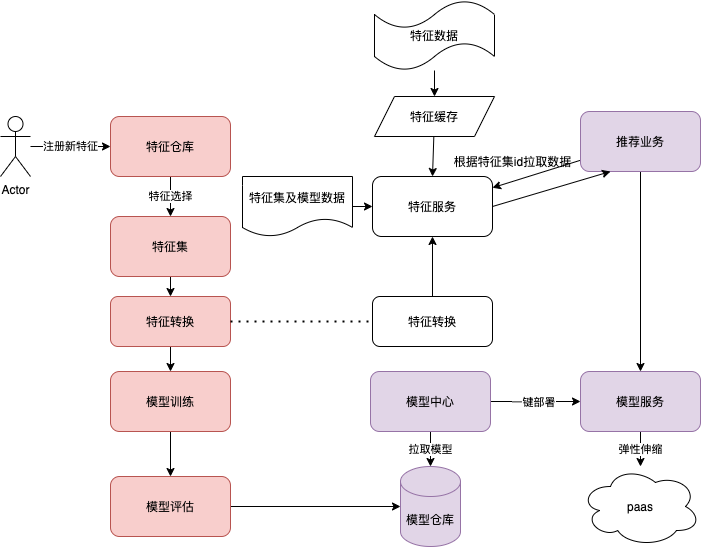 特征数据
特征缓存
注册新特征
特征仓库
推荐业务
根据特征集id拉取数据
Actor
特征选择
特征集及模型数据
特征服务
特征集
特征转换
特征转换
模型训练
模型中心
键部署
模型服务
拉取模型
弹性伸缩
模型评估
模型仓库
paas